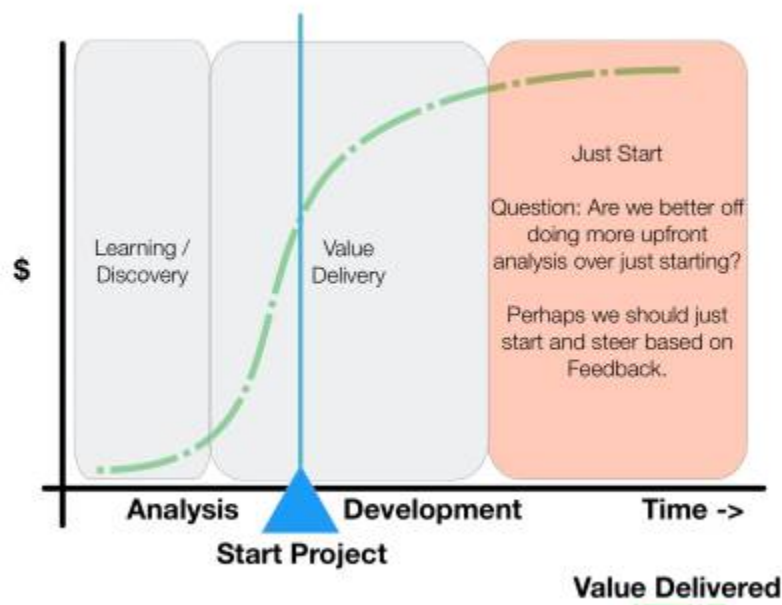 Just Start
Question: Are we better off
doing more upfront
analysis over just starting?
Perhaps we should just
start and steer based on
Feedback.
Learning /
Discovery
Value
Delivery
$
Analysis
Development
Time ->
Start Project
Value Delivered